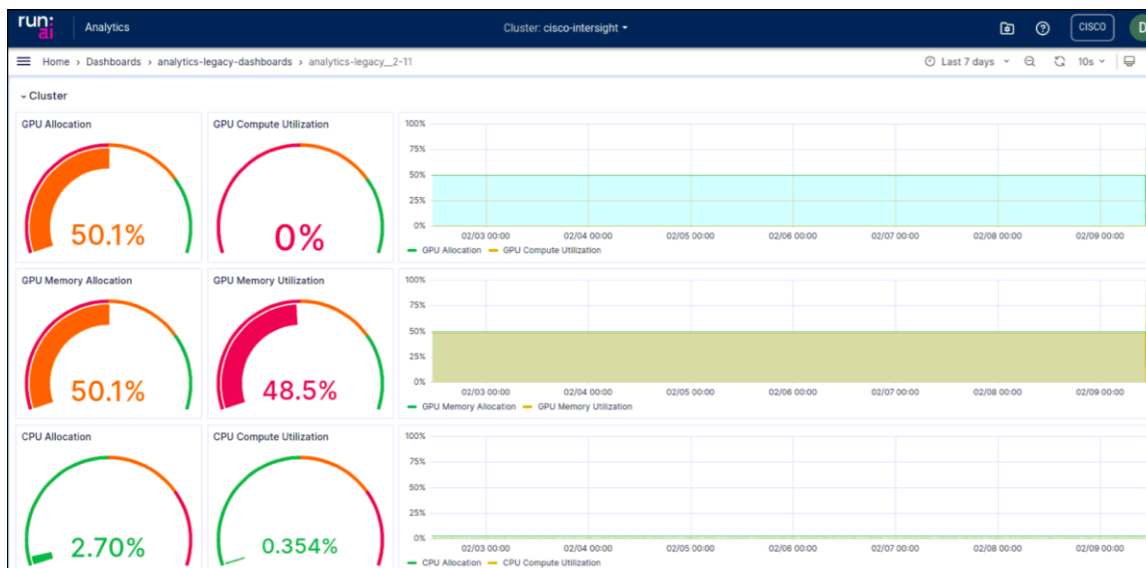 run:
ai
Analytics
Cluster: cisco-intersight
CISCO
D
Home > Dashboards > analytics-legacy-dashboards > analytics-legacy__2-11
Last 7 days
10s
Cluster
GPU Allocation
50.1%
GPU Compute Utilization
0%
100%
75%
50%
25%
0%
02/03 00:00 02/04 00:00 02/05 00:00 02/06 00:00 02/07 00:00 02/08 00:00 02/09 00:00
GPU Allocation GPU Compute Utilization
GPU Memory Allocation
50.1%
GPU Memory Utilization
48.5%
100%
75%
50%
25%
0%
02/03 00:00 02/04 00:00 02/05 00:00 02/06 00:00 02/07 00:00 02/08 00:00 02/09 00:00
GPU Memory Allocation GPU Memory Utilization
CPU Allocation
2.70%
CPU Compute Utilization
0.354%
100%
75%
50%
25%
0%
02/03 00:00 02/04 00:00 02/05 00:00 02/06 00:00 02/07 00:00 02/08 00:00 02/09 00:00
CPU Allocation CPU Compute Utilization